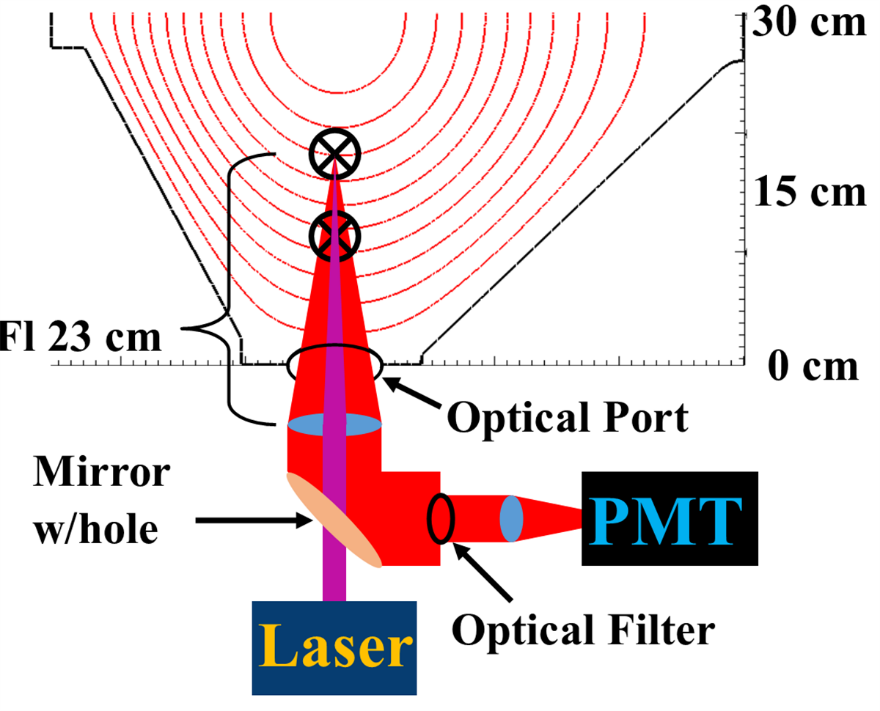 30 cm
15 cm
Fl 23 cm
0 cm
Optical Port
Mirror
w/hole
PMT
Optical Filter
Laser